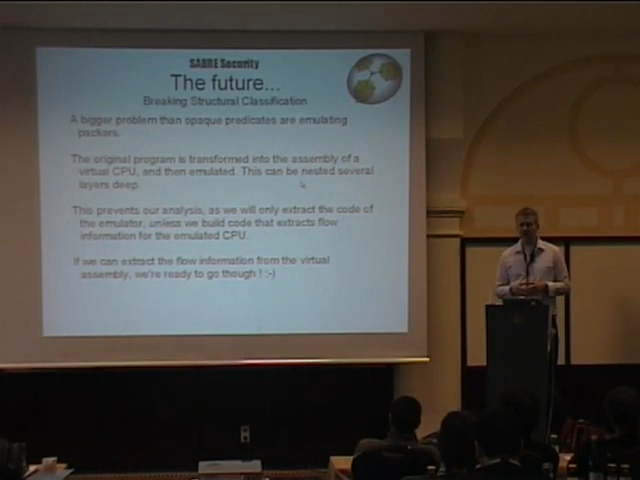 SABRE Security
The future...
Breaking Structural Classification
A bigger problem than opaque predicates are emulating
packers.
The original program is transformed into the assembly of a
virtual CPU, and then emulated. This can be nested several
layers deep.
This prevents our analysis, as we will only extract the code of
the emulator, unless we build code that extracts flow
information for the emulated CPU.
If we can extract the flow information from the virtual
assembly, we're ready to go though ! :-)